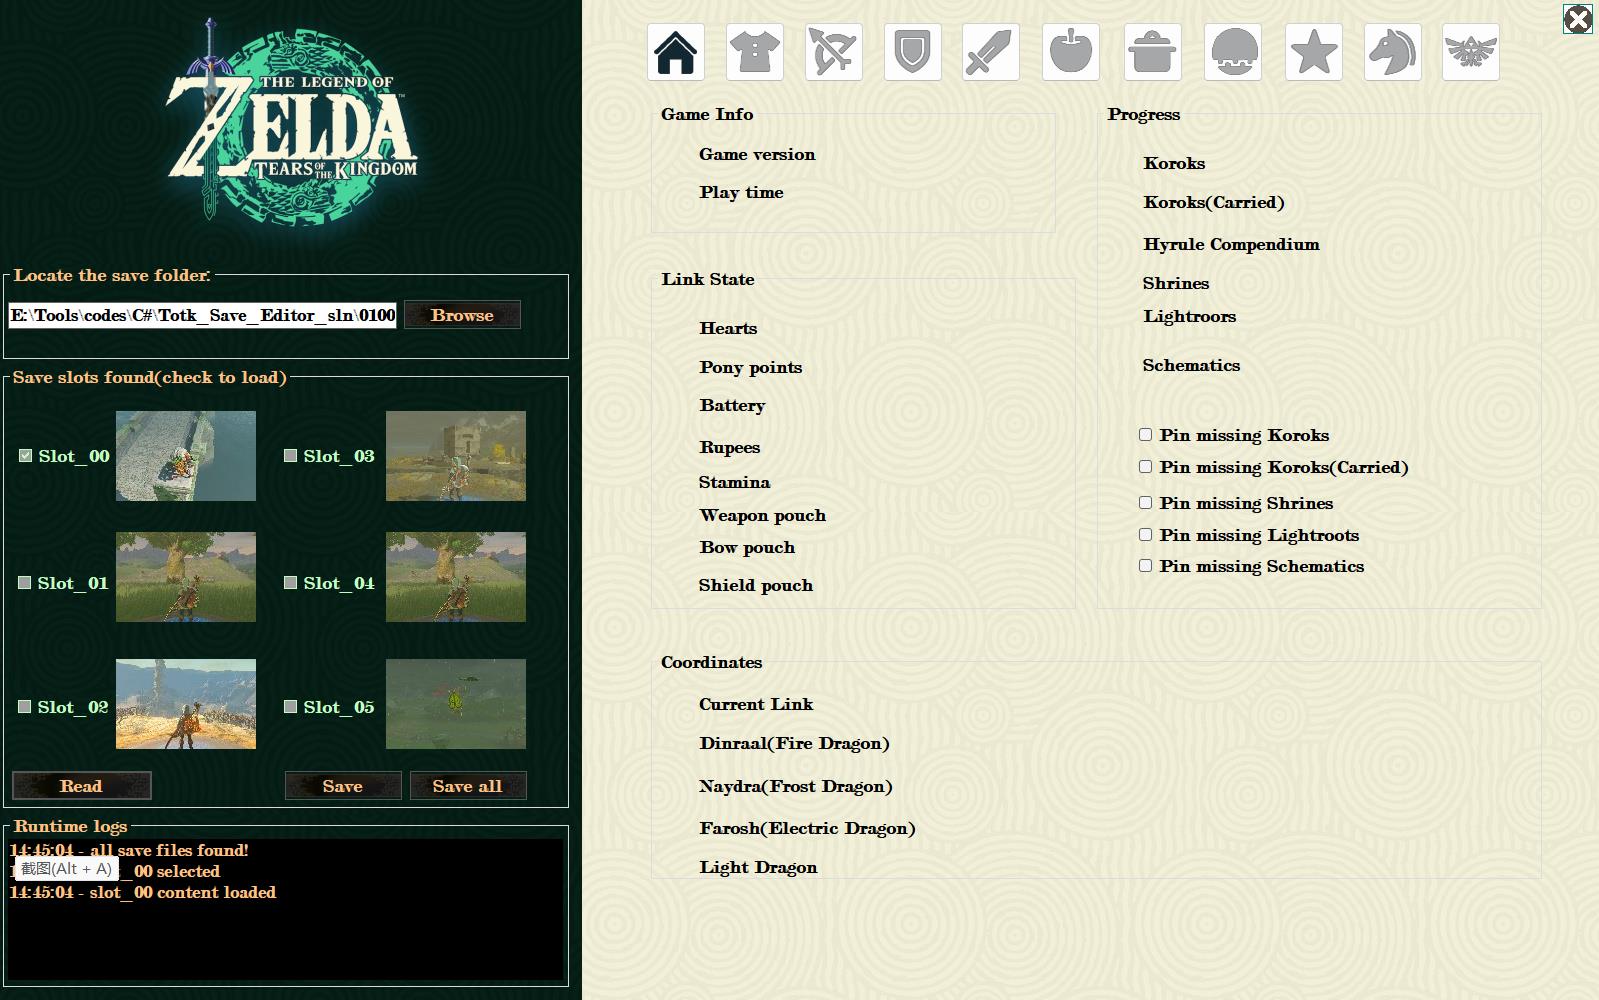 THE LEGEND OF
ZELDA
TEARS OF THE KINGDOM
Locate the save folder:
E:\Tools\codes\C#\Totk_Save_Editor_sln\0100
Browse
Save slots found(check to load)
Slot_00
Slot_03
Slot_01
Slot_04
Slot_02
Slot_05
Read
Save
Save all
Runtime logs
14:45:04 - all save files found!
_00 selected
截图(Alt + A)
14:45:04 - slot_00 content loaded
Game Info
Game version
Play time
Link State
Hearts
Pony points
Battery
Rupees
Stamina
Weapon pouch
Bow pouch
Shield pouch
Progress
Koroks
Koroks(Carried)
Hyrule Compendium
Shrines
Lightroors
Schematics
Pin missing Koroks
Pin missing Koroks(Carried)
Pin missing Shrines
Pin missing Lightroots
Pin missing Schematics
Coordinates
Current Link
Dinraal(Fire Dragon)
Naydra(Frost Dragon)
Farosh(Electric Dragon)
Light Dragon